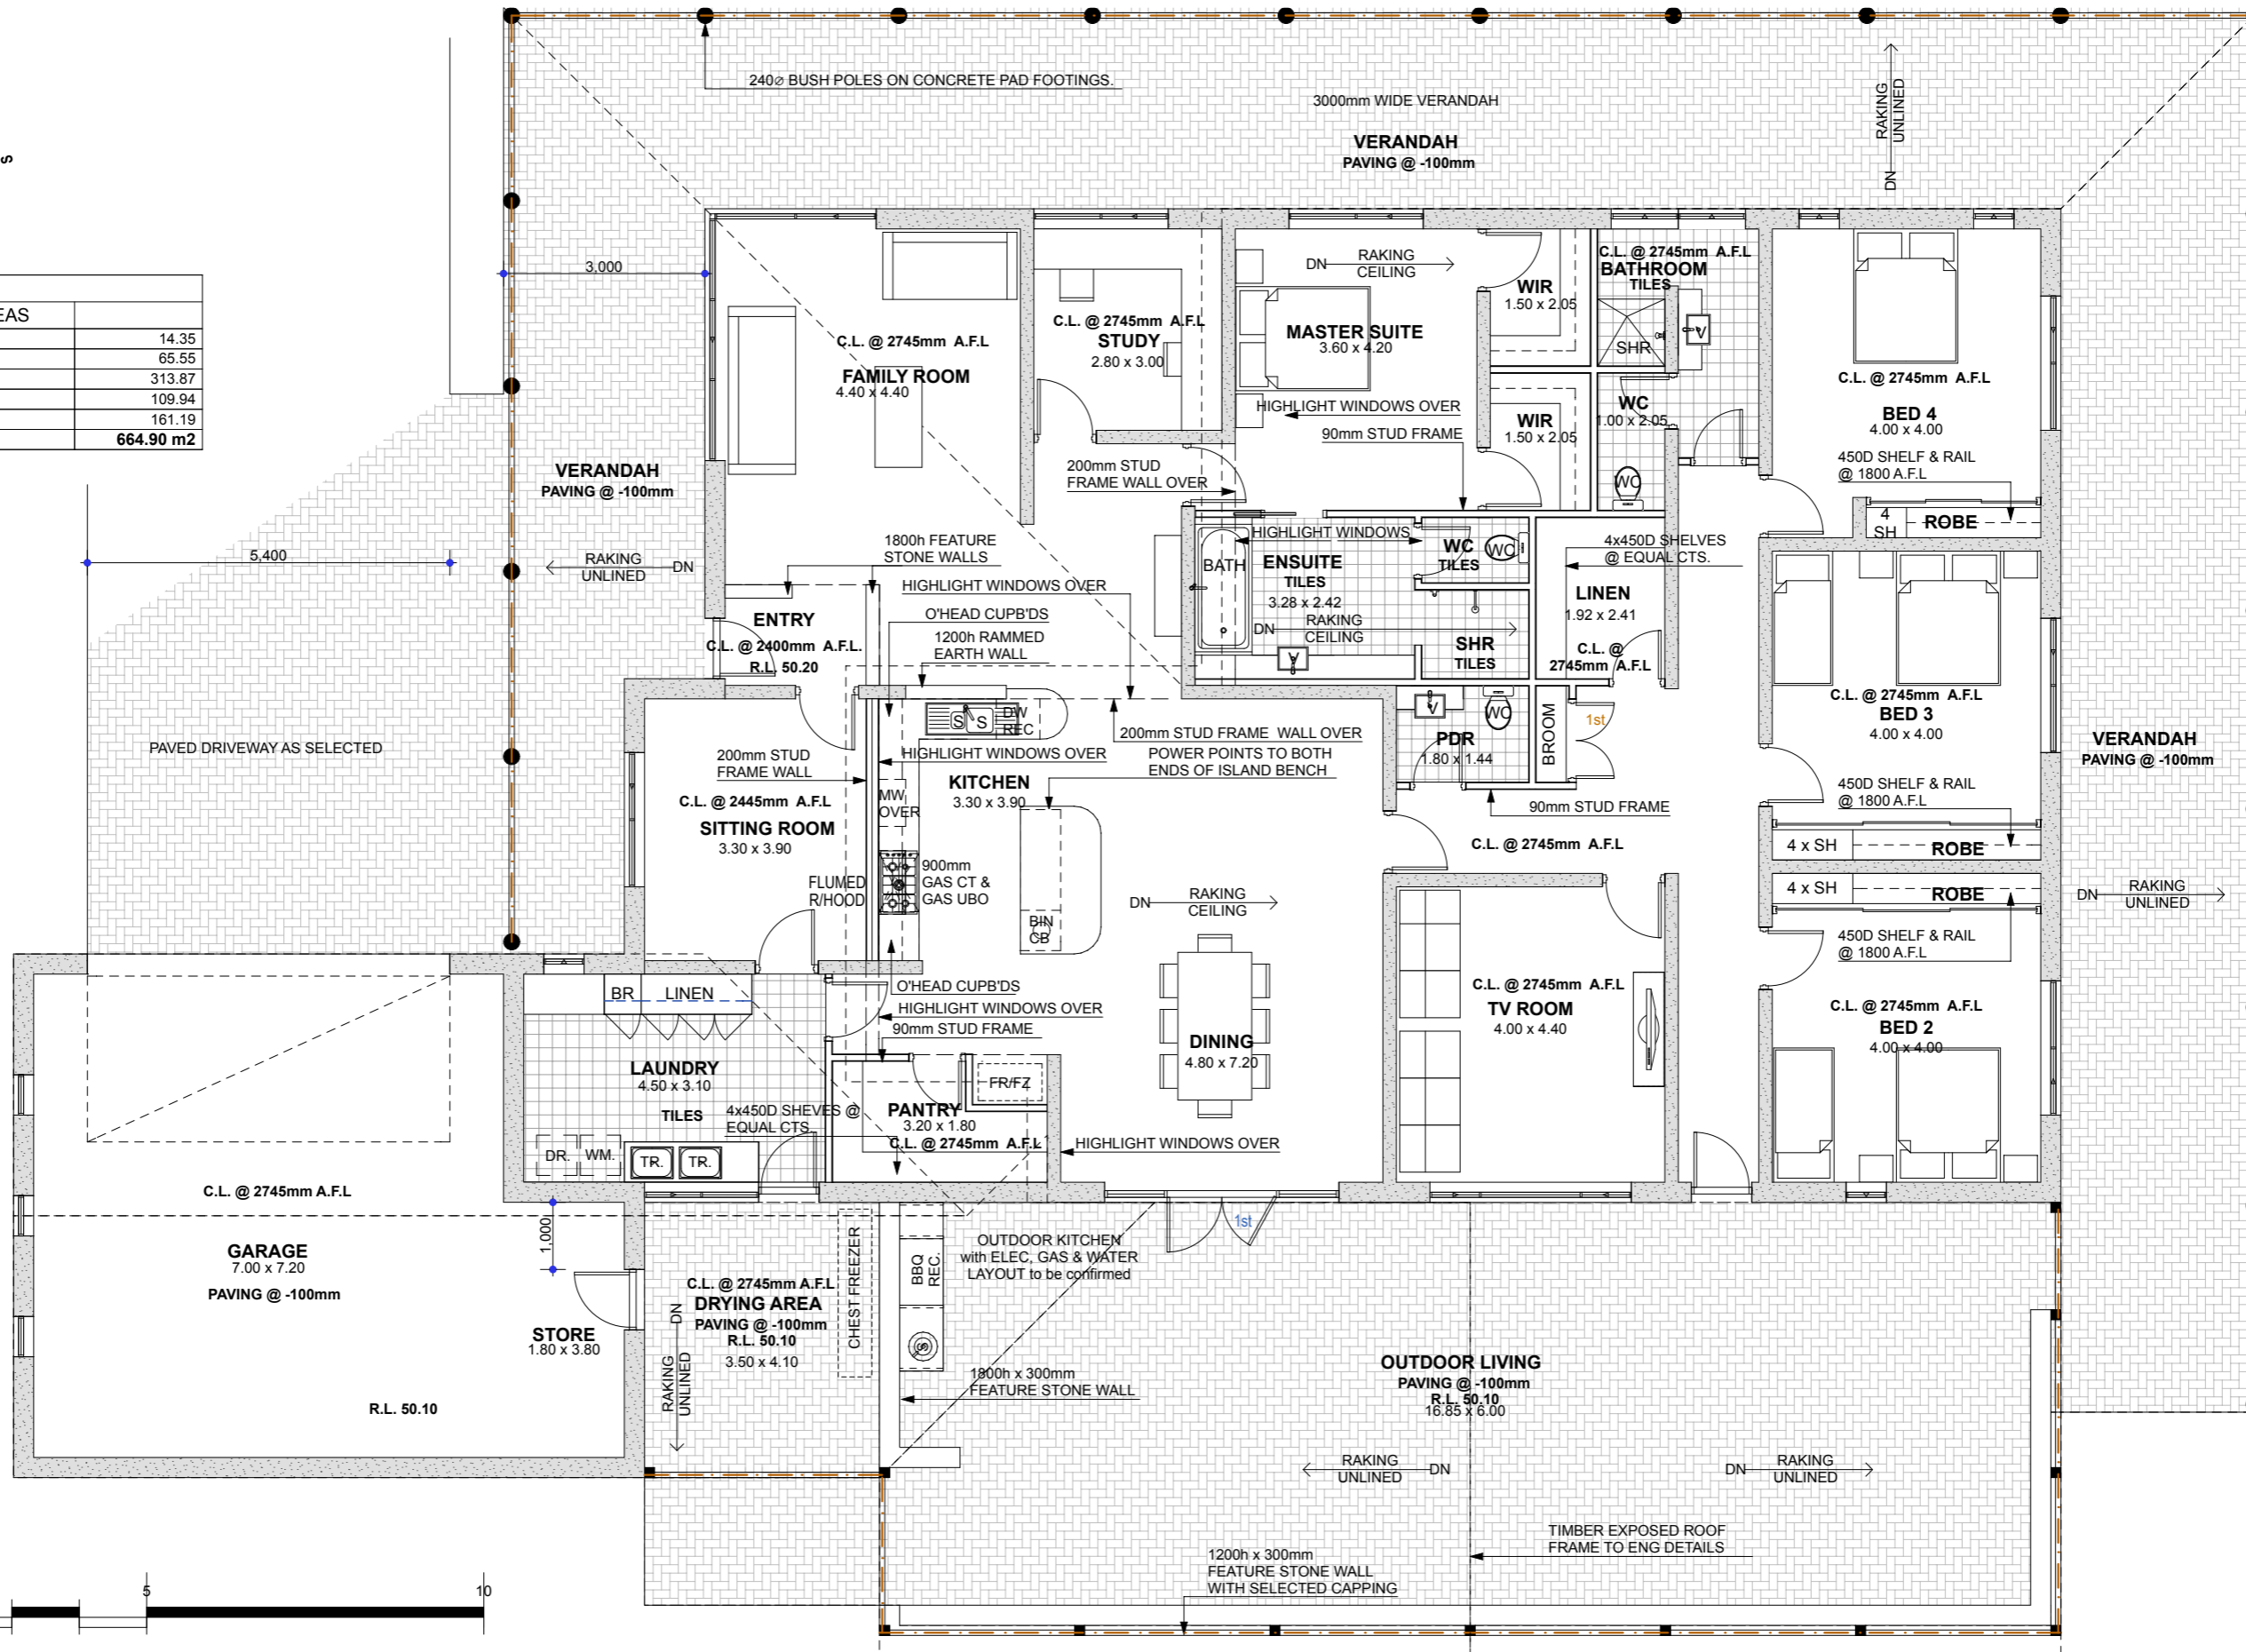 240⌀ BUSH POLES ON CONCRETE PAD FOOTINGS.
3000mm WIDE VERANDAH
VERANDAH
PAVING @ -100mm
RAKING
UNLINED
DN
S
EAS
14.35
65.55
313.87
109.94
161.19
664.90 m2
3,000
C.L. @ 2745mm A.F.L
FAMILY ROOM
4.40 x 4.40
C.L. @ 2745mm A.F.L
STUDY
2.80 x 3.00
DN
RAKING
CEILING
MASTER SUITE
3.60 x 4.20
HIGHLIGHT WINDOWS OVER
90mm STUD FRAME
WIR
1.50 x 2.05
WIR
1.50 x 2.05
C.L. @ 2745mm A.F.L
BATHROOM
TILES
SHR
V
WC
1.00 x 2.05
WC
C.L. @ 2745mm A.F.L
BED 4
4.00 x 4.00
450D SHELF & RAIL
@ 1800 A.F.L
4
SH
ROBE
VERANDAH
PAVING @ -100mm
200mm STUD
FRAME WALL OVER
5,400
RAKING
UNLINED
DN
1800h FEATURE
STONE WALLS
HIGHLIGHT WINDOWS OVER
O'HEAD CUPB'DS
1200h RAMMED
EARTH WALL
ENTRY
C.L. @ 2400mm A.F.L.
R.L. 50.20
BATH
HIGHLIGHT WINDOWS
ENSUITE
TILES
3.28 x 2.42
DN
RAKING
CEILING
V
WC
TILES
WC
SHR
TILES
4x450D SHELVES
@ EQUAL CTS.
LINEN
1.92 x 2.41
C.L. @
2745mm A.F.L
C.L. @ 2745mm A.F.L
BED 3
4.00 x 4.00
450D SHELF & RAIL
@ 1800 A.F.L
4 x SH
ROBE
VERANDAH
PAVING @ -100mm
DN
RAKING
UNLINED
PAVED DRIVEWAY AS SELECTED
200mm STUD
FRAME WALL
C.L. @ 2445mm A.F.L
SITTING ROOM
3.30 x 3.90
FLUMED
R/HOOD
S
S
DW
REC
HIGHLIGHT WINDOWS OVER
KITCHEN
3.30 x 3.90
MW
OVER
900mm
GAS CT &
GAS UBO
BIN
CB
200mm STUD FRAME WALL OVER
POWER POINTS TO BOTH
ENDS OF ISLAND BENCH
V
WC
PDR
1.80 x 1.44
BROOM
1st
90mm STUD FRAME
C.L. @ 2745mm A.F.L
DN
RAKING
CEILING
4 x SH
ROBE
450D SHELF & RAIL
@ 1800 A.F.L
C.L. @ 2745mm A.F.L
BED 2
4.00 x 4.00
C.L. @ 2745mm A.F.L
TV ROOM
4.00 x 4.40
DINING
4.80 x 7.20
O'HEAD CUPB'DS
HIGHLIGHT WINDOWS OVER
90mm STUD FRAME
BR
LINEN
LAUNDRY
4.50 x 3.10
TILES
DR.
WM.
TR.
TR.
4x450D SHEVES @
EQUAL CTS.
FR/FZ
PANTRY
3.20 x 1.80
C.L. @ 2745mm A.F.L
HIGHLIGHT WINDOWS OVER
C.L. @ 2745mm A.F.L
GARAGE
7.00 x 7.20
PAVING @ -100mm
1,000
STORE
1.80 x 3.80
R.L. 50.10
C.L. @ 2745mm A.F.L
DRYING AREA
PAVING @ -100mm
R.L. 50.10
3.50 x 4.10
DN
RAKING
UNLINED
CHEST FREEZER
BBQ
REC.
OUTDOOR KITCHEN
with ELEC, GAS & WATER
LAYOUT to be confirmed
1st
1800h x 300mm
FEATURE STONE WALL
OUTDOOR LIVING
PAVING @ -100mm
R.L. 50.10
16.85 x 6.00
RAKING
UNLINED
DN
DN
RAKING
UNLINED
TIMBER EXPOSED ROOF
FRAME TO ENG DETAILS
1200h x 300mm
FEATURE STONE WALL
WITH SELECTED CAPPING
5
10